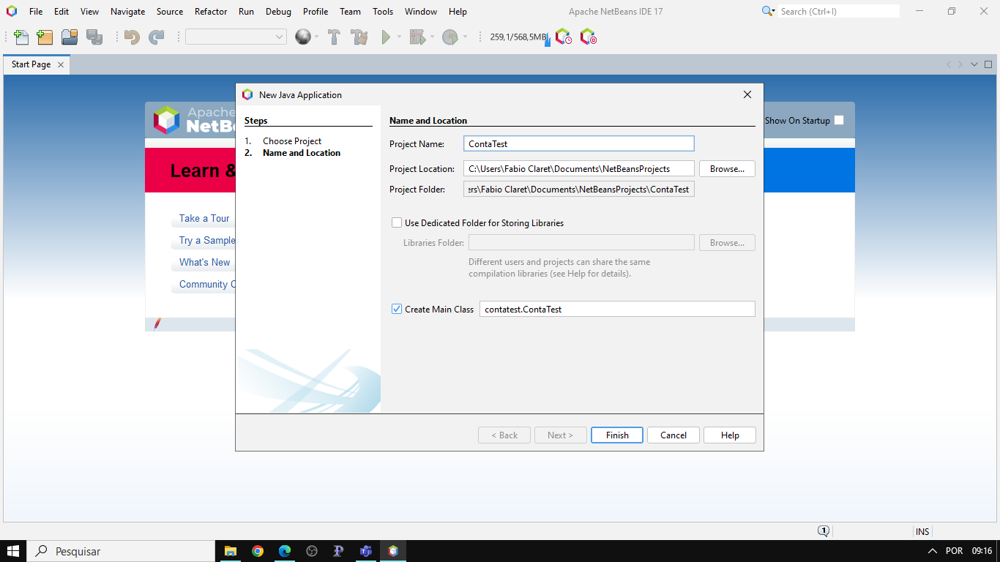 File Edit View Navigate Source Refactor Run Debug Profile Team Tools Window Help Apache NetBeans IDE 17 Search (Ctrl+I)
259,1/568,5MB
Start Page
New Java Application
Apache
NetBe
Show On Startup
Steps
1. Choose Project
2. Name and Location
Name and Location
Project Name: ContaTest
Project Location: C:\Users\Fabio Claret\Documents\NetBeansProjects Browse...
Project Folder: ers\Fabio Claret\Documents\NetBeansProjects\ContaTest
Learn &
Take a Tour
Try a Sample
What's New
Community C
Use Dedicated Folder for Storing Libraries
Libraries Folder: Browse...
Different users and projects can share the same
compilation libraries (see Help for details).
Create Main Class contatest.ContaTest
< Back Next > Finish Cancel Help
1 INS
Pesquisar POR 09:16